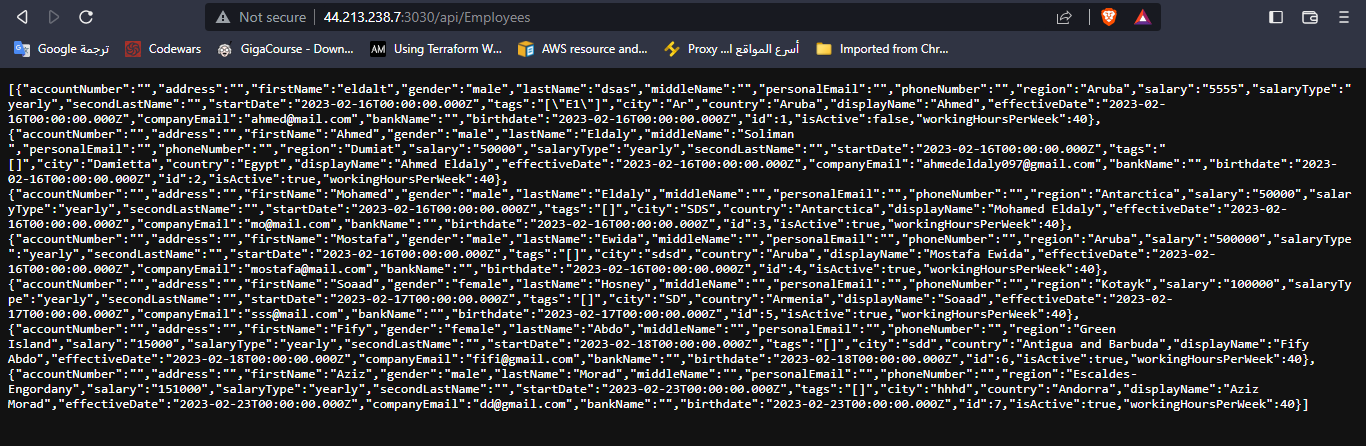 Not secure | 44.213.238.7:3030/api/Employees
Google ترجمة
Codewars
GigaCourse - Down...
AM Using Terraform W...
AWS resource and...
أسرع المواقع ا... Proxy
Imported from Chr...
[{"accountNumber":"","address":"","firstName":"eldalt","gender":"male","lastName":"dsas","middleName":"","personalEmail":"","phoneNumber":"","region":"Aruba","salary":"5555","salaryType":"
yearly","secondLastName":"","startDate":"2023-02-16T00:00:00.000Z","tags":"[\"E1\"]","city":"Ar","country":"Aruba","displayName":"Ahmed","effectiveDate":"2023-02-
16T00:00:00.000Z","companyEmail":"ahmed@mail.com","bankName":"","birthdate":"2023-02-16T00:00:00.000Z","id":1,"isActive":false,"workingHoursPerWeek":40},
{"accountNumber":"","address":"","firstName":"Ahmed","gender":"male","lastName":"Eldaly","middleName":"Soliman
","personalEmail":"","phoneNumber":"","region":"Dumiat","salary":"50000","salaryType":"yearly","secondLastName":"","startDate":"2023-02-16T00:00:00.000Z","tags":"
[]","city":"Damietta","country":"Egypt","displayName":"Ahmed Eldaly","effectiveDate":"2023-02-16T00:00:00.000Z","companyEmail":"ahmedeldaly097@gmail.com","bankName":"","birthdate":"2023-
02-16T00:00:00.000Z","id":2,"isActive":true,"workingHoursPerWeek":40},
{"accountNumber":"","address":"","firstName":"Mohamed","gender":"male","lastName":"Eldaly","middleName":"","personalEmail":"","phoneNumber":"","region":"Antarctica","salary":"50000","salar
yType":"yearly","secondLastName":"","startDate":"2023-02-16T00:00:00.000Z","tags":"[]","city":"SDS","country":"Antarctica","displayName":"Mohamed Eldaly","effectiveDate":"2023-02-
16T00:00:00.000Z","companyEmail":"mo@mail.com","bankName":"","birthdate":"2023-02-16T00:00:00.000Z","id":3,"isActive":true,"workingHoursPerWeek":40},
{"accountNumber":"","address":"","firstName":"Mostafa","gender":"male","lastName":"Ewida","middleName":"","personalEmail":"","phoneNumber":"","region":"Aruba","salary":"500000","salaryType
":"yearly","secondLastName":"","startDate":"2023-02-16T00:00:00.000Z","tags":"[]","city":"sdsd","country":"Aruba","displayName":"Mostafa Ewida","effectiveDate":"2023-02-
16T00:00:00.000Z","companyEmail":"mostafa@mail.com","bankName":"","birthdate":"2023-02-16T00:00:00.000Z","id":4,"isActive":true,"workingHoursPerWeek":40},
{"accountNumber":"","address":"","firstName":"Soaad","gender":"female","lastName":"Hosney","middleName":"","personalEmail":"","phoneNumber":"","region":"Kotayk","salary":"100000","salaryTy
pe":"yearly","secondLastName":"","startDate":"2023-02-17T00:00:00.000Z","tags":"[]","city":"SD","country":"Armenia","displayName":"Soaad","effectiveDate":"2023-02-
17T00:00:00.000Z","companyEmail":"sss@mail.com","bankName":"","birthdate":"2023-02-17T00:00:00.000Z","id":5,"isActive":true,"workingHoursPerWeek":40},
{"accountNumber":"","address":"","firstName":"Fify","gender":"female","lastName":"Abdo","middleName":"","personalEmail":"","phoneNumber":"","region":"Green
Island","salary":"15000","salaryType":"yearly","secondLastName":"","startDate":"2023-02-18T00:00:00.000Z","tags":"[]","city":"sdd","country":"Antigua and Barbuda","displayName":"Fify
Abdo","effectiveDate":"2023-02-18T00:00:00.000Z","companyEmail":"fifi@gmail.com","bankName":"","birthdate":"2023-02-18T00:00:00.000Z","id":6,"isActive":true,"workingHoursPerWeek":40},
{"accountNumber":"","address":"","firstName":"Aziz","gender":"male","lastName":"Morad","middleName":"","personalEmail":"","phoneNumber":"","region":"Escaldes-
Engordany","salary":"151000","salaryType":"yearly","secondLastName":"","startDate":"2023-02-23T00:00:00.000Z","tags":"[]","city":"hhhd","country":"Andorra","displayName":"Aziz
Morad","effectiveDate":"2023-02-23T00:00:00.000Z","companyEmail":"dd@gmail.com","bankName":"","birthdate":"2023-02-23T00:00:00.000Z","id":7,"isActive":true,"workingHoursPerWeek":40}]